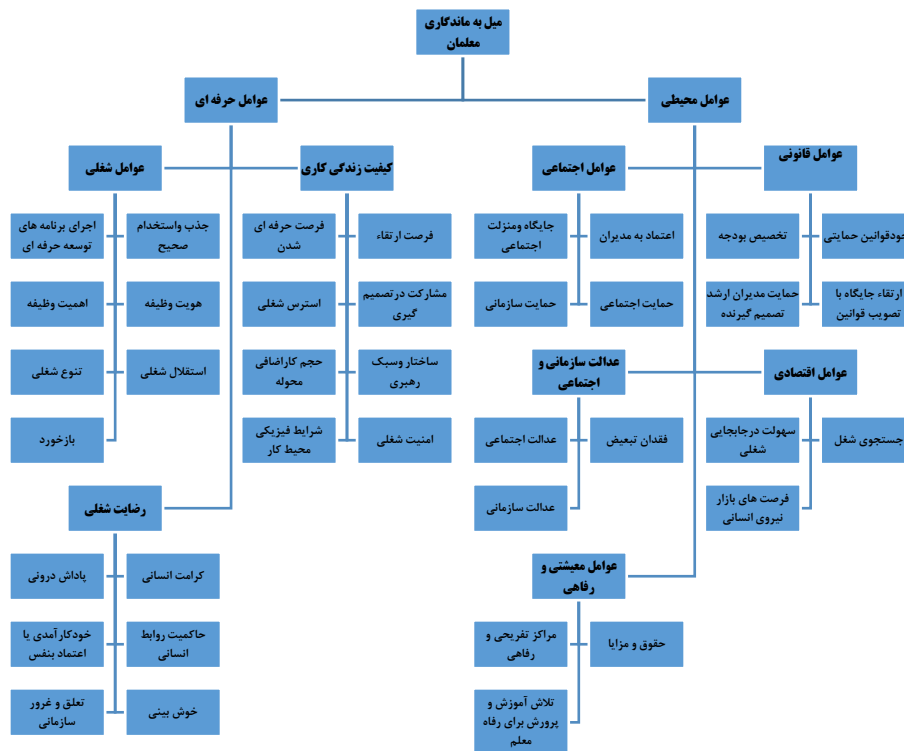 میل به ماندگاری
معلمان
عوامل محیطی
عوامل حرفه ای
عوامل قانونی
عوامل اجتماعی
کیفیت زندگی کاری
عوامل شغلی
جودقوانین حمایتی
تخصیص بودجه
ارتقاء جایگاه با
تصویب قوانین
حمایت مدیران ارشد
تصمیم گیرنده
اعتماد به مدیران
جایگاه ومنزلت
اجتماعی
حمایت اجتماعی
حمایت سازمانی
فرصت ارتقاء
فرصت حرفه ای
شدن
مشارکت درتصمیم
گیری
استرس شغلی
ساختار وسبک
رهبری
حجم کاراضافی
محوله
امنیت شغلی
شرایط فیزیکی
محیط کار
جذب واستخدام
صحیح
اجرای برنامه های
توسعه حرفه ای
هویت وظیفه
اهمیت وظیفه
استقلال شغلی
تنوع شغلی
بازخورد
عوامل اقتصادی
عدالت سازمانی و
اجتماعی
جستجوی شغل
سهولت درجابجایی
شغلی
فرصت های بازار
نیروی انسانی
فقدان تبعیض
عدالت اجتماعی
عدالت سازمانی
رضایت شغلی
کرامت انسانی
پاداش درونی
حاکمیت روابط
انسانی
خودکارآمدی یا
اعتماد بنفس
خوش بینی
تعلق و غرور
سازمانی
عوامل معیشتی و
رفاهی
حقوق و مزایا
مراکز تفریحی و
رفاهی
تلاش آموزش و
پرورش برای رفاه
معلم